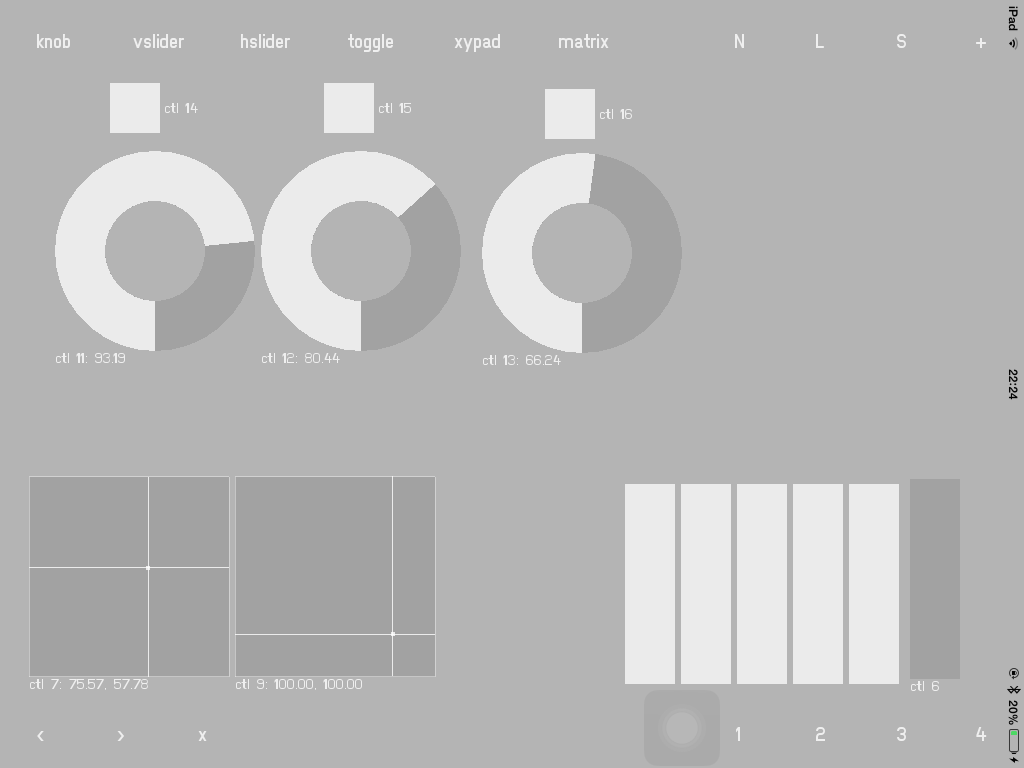 knob vslider hslider toggle xypad matrix N L S +
ctl 14 ctl 15 ctl 16
ctl 11: 93.19 ctl 12: 80.44 ctl 13: 66.24
ctl 7: 75.57, 57.78 ctl 9: 100.00, 100.00 ctl 6
< > x 1 2 3 4
iPad 22:24 20%